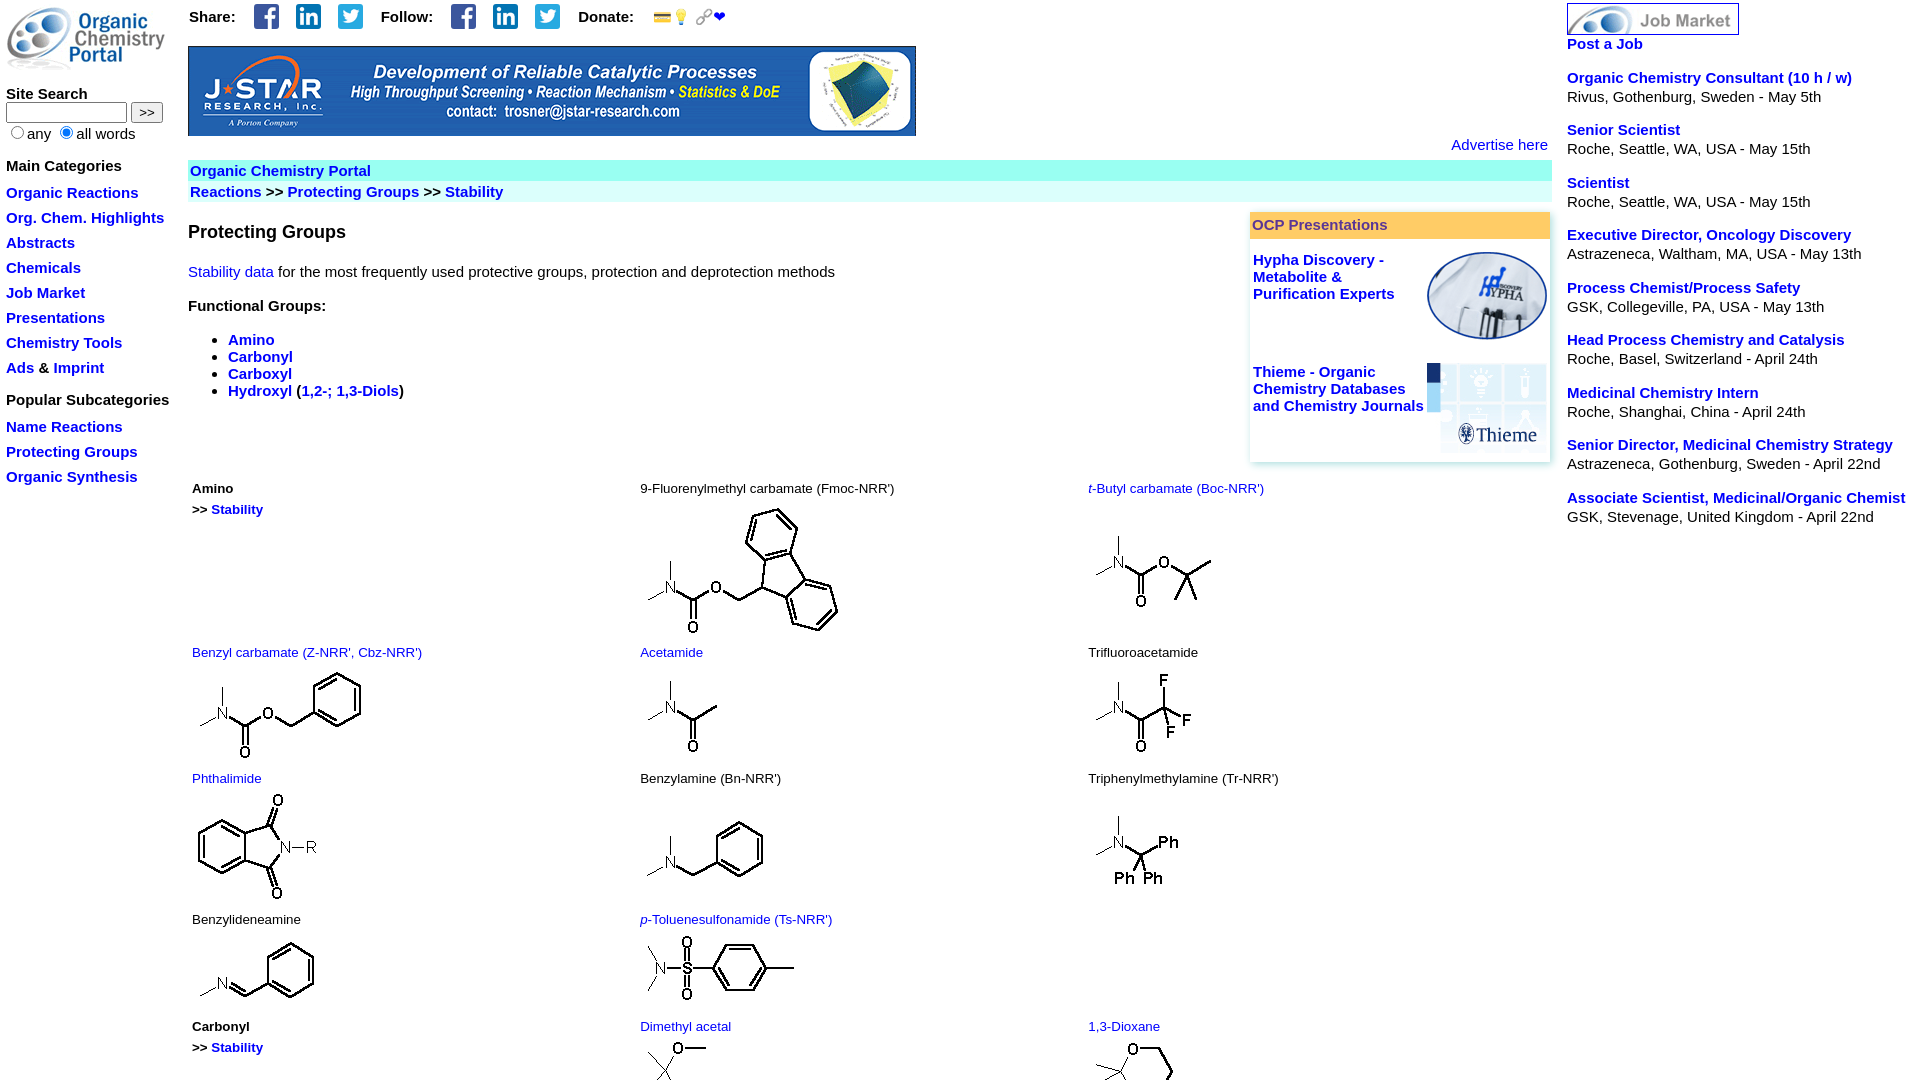 Organic
Chemistry
Portal
Site Search
>>
any all words
Main Categories
Organic Reactions
Org. Chem. Highlights
Abstracts
Chemicals
Job Market
Presentations
Chemistry Tools
Ads & Imprint
Popular Subcategories
Name Reactions
Protecting Groups
Organic Synthesis
Share: Follow: Donate:
J★STAR
RESEARCH, Inc.
A Porton Company
Development of Reliable Catalytic Processes
High Throughput Screening • Reaction Mechanism • Statistics & DoE
contact: trosner@jstar-research.com
Advertise here
Organic Chemistry Portal
Reactions >> Protecting Groups >> Stability
Protecting Groups
Stability data for the most frequently used protective groups, protection and deprotection methods
Functional Groups:
• Amino
• Carbonyl
• Carboxyl
• Hydroxyl (1,2-; 1,3-Diols)
OCP Presentations
Hypha Discovery -
Metabolite &
Purification Experts
DISCOVERY
HYPHA
Thieme - Organic
Chemistry Databases
and Chemistry Journals
Thieme
Amino
>> Stability
9-Fluorenylmethyl carbamate (Fmoc-NRR')
N O
O
t-Butyl carbamate (Boc-NRR')
N O
O
Benzyl carbamate (Z-NRR', Cbz-NRR')
N O
O
Acetamide
N
O
Trifluoroacetamide
F
N
F
F
O
Phthalimide
O
N R
O
Benzylamine (Bn-NRR')
N
Triphenylmethylamine (Tr-NRR')
N Ph
Ph Ph
Benzylideneamine
N
p-Toluenesulfonamide (Ts-NRR')
O
N S
O
Carbonyl
>> Stability
Dimethyl acetal
O
1,3-Dioxane
O
Job Market
Post a Job
Organic Chemistry Consultant (10 h / w)
Rivus, Gothenburg, Sweden - May 5th
Senior Scientist
Roche, Seattle, WA, USA - May 15th
Scientist
Roche, Seattle, WA, USA - May 15th
Executive Director, Oncology Discovery
Astrazeneca, Waltham, MA, USA - May 13th
Process Chemist/Process Safety
GSK, Collegeville, PA, USA - May 13th
Head Process Chemistry and Catalysis
Roche, Basel, Switzerland - April 24th
Medicinal Chemistry Intern
Roche, Shanghai, China - April 24th
Senior Director, Medicinal Chemistry Strategy
Astrazeneca, Gothenburg, Sweden - April 22nd
Associate Scientist, Medicinal/Organic Chemist
GSK, Stevenage, United Kingdom - April 22nd